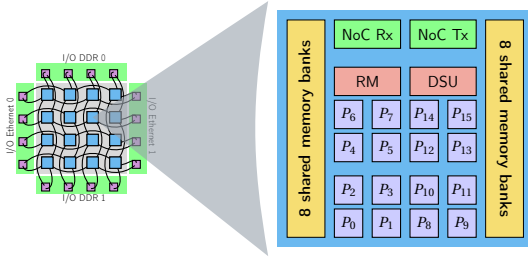 I/O DDR 0
I/O Ethernet 0
I/O Ethernet 1
I/O DDR 1
8 shared memory banks
NoC Rx
NoC Tx
RM
DSU
P6 P7 P14 P15
P4 P5 P12 P13
P2 P3 P10 P11
P0 P1 P8 P9
8 shared memory banks